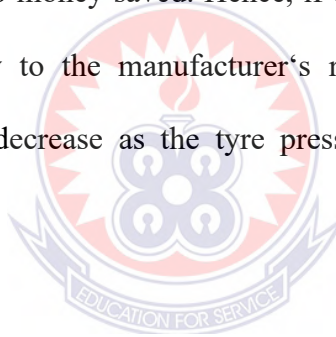 money saved. Hence, if
to the manufacturer‘s
decrease as the tyre press
EDUCATION FOR SERVICE